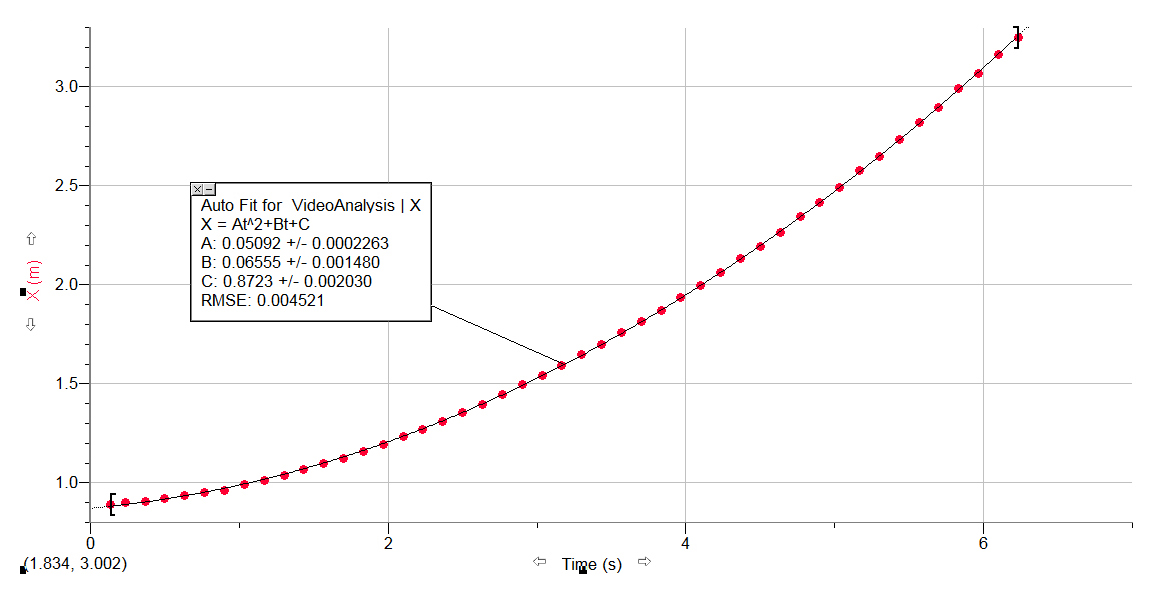 3.0
2.5
2.0
1.5
1.0
X (m)
Auto Fit for VideoAnalysis | X
X = At^2+Bt+C
A: 0.05092 +/- 0.0002263
B: 0.06555 +/- 0.001480
C: 0.8723 +/- 0.002030
RMSE: 0.004521
0 2 4 6
(1.834, 3.002)
Time (s)